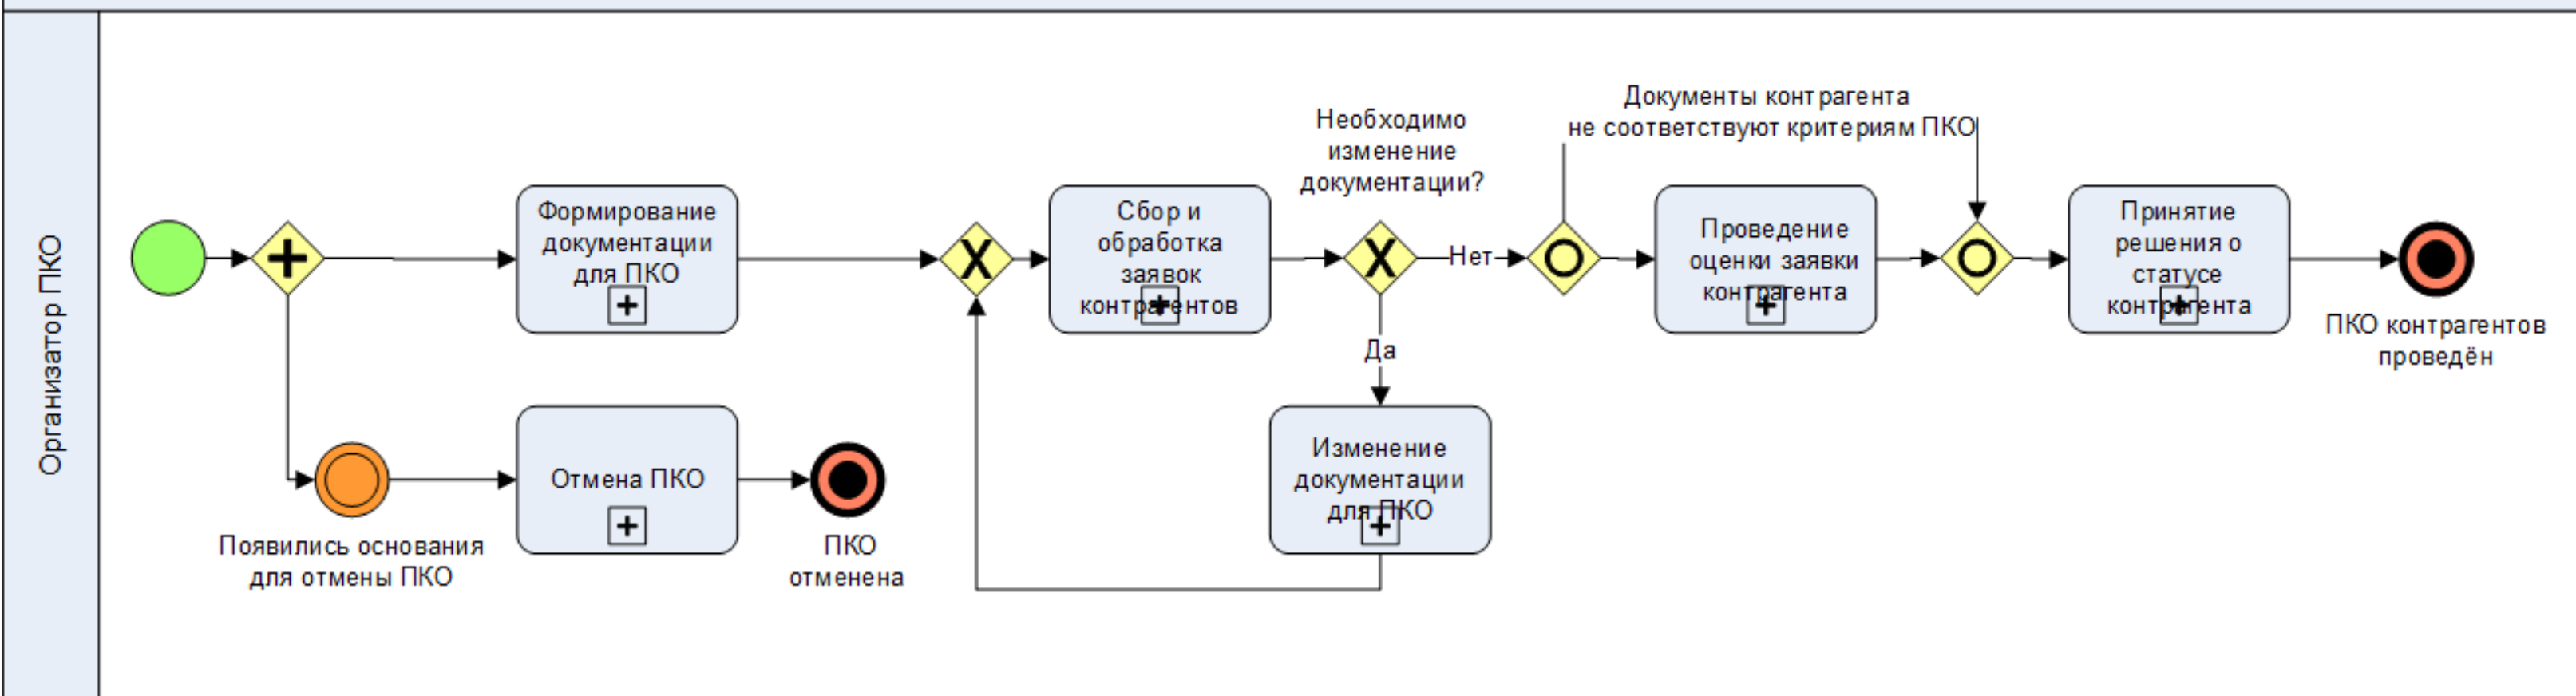 Организатор ПКО
Формирование
документации
для ПКО
Появились основания
для отмены ПКО
Отмена ПКО
ПКО
отменена
X
Сбор и
обработка
заявок
контрагентов
Необходимо
изменение
документации?
X
Нет
Да
Изменение
документации
для ПКО
Документы контрагента
не соответствуют критериям ПКО
Проведение
оценки заявки
контрагента
Принятие
решения о
статусе
контрагента
ПКО контрагентов
проведён